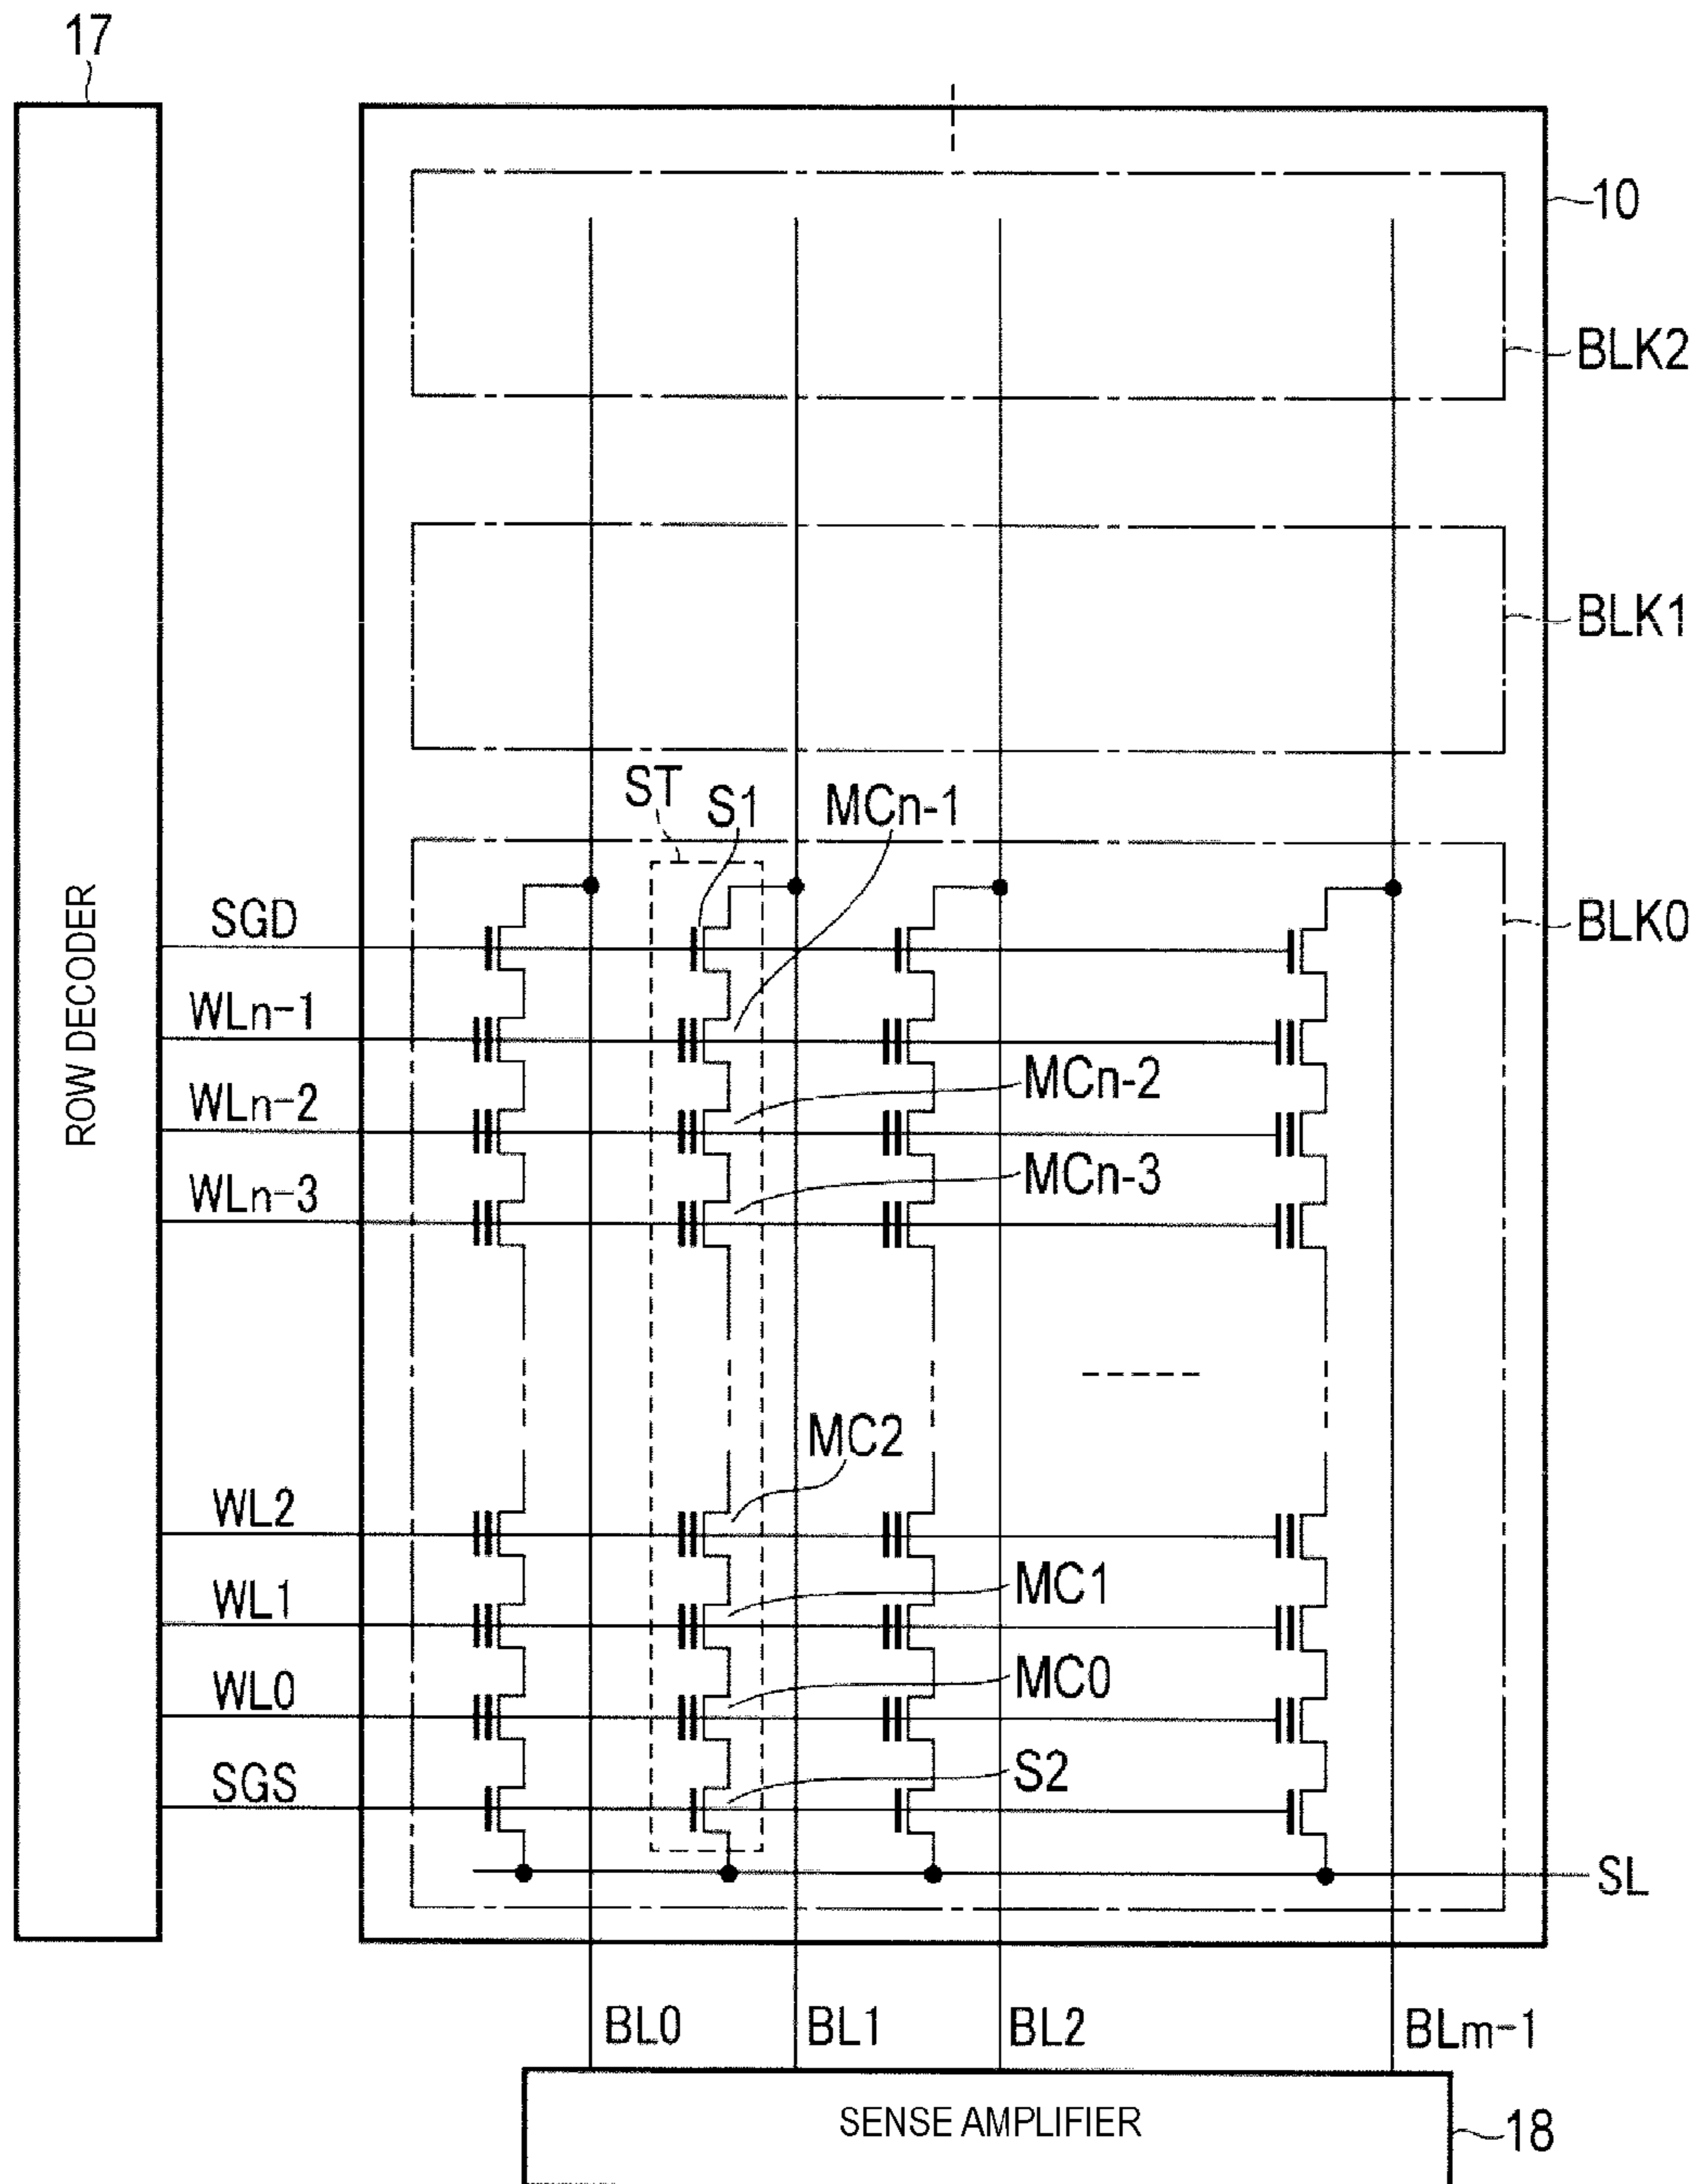 17
10
BLK2
BLK1
ST
S1
MCn-1
SGD
BLK0
WLn-1
MCn-2
WLn-2
MCn-3
WLn-3
ROW DECODER
MC2
WL2
MC1
WL1
MC0
WL0
S2
SGS
SL
BL0
BL1
BL2
BLm-1
SENSE AMPLIFIER
18